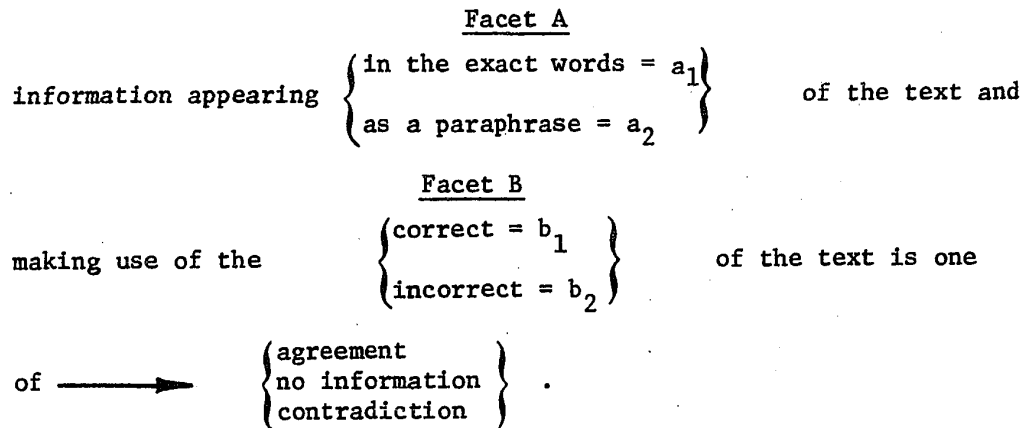 Facet A
in the exact words = a1
information appearing of the text and
as a paraphrase = a2
Facet B
correct = b1
making use of the of the text is one
incorrect = b2
agreement
of no information .
contradiction